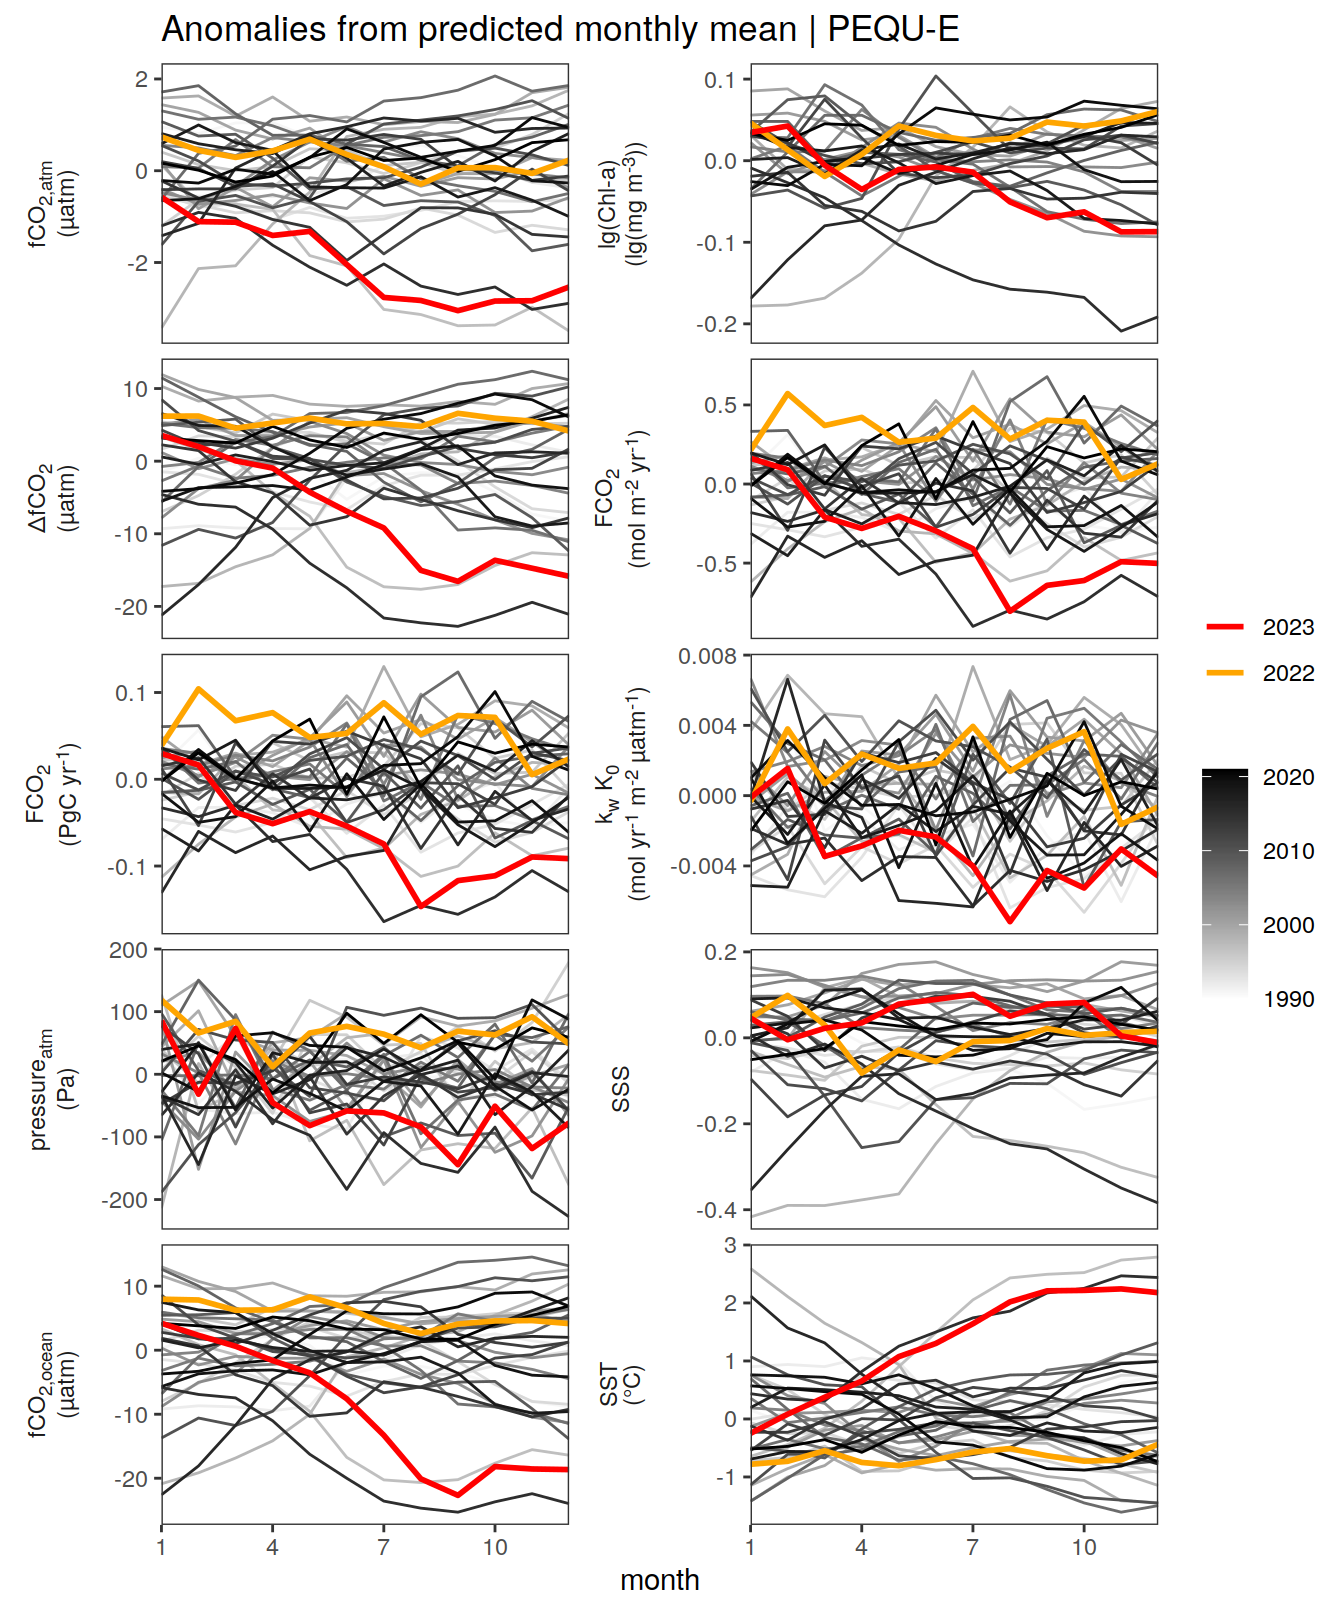 Anomalies from predicted monthly mean | PEQU-E
fCO2,atm
(µatm)
2
0
-2
lg(Chl-a)
(lg(mg m-3))
0.1
0.0
-0.1
-0.2
ΔfCO2
(µatm)
10
0
-10
-20
FCO2
(mol m-2 yr-1)
0.5
0.0
-0.5
FCO2
(PgC yr-1)
0.1
0.0
-0.1
kw K0
(mol yr-1 m-2 µatm-1)
0.008
0.004
0.000
-0.004
pressureatm
(Pa)
200
100
0
-100
-200
SSS
0.2
0.0
-0.2
-0.4
fCO2,ocean
(µatm)
10
0
-10
-20
SST
(°C)
3
2
1
0
-1
1 4 7 10
1 4 7 10
month
2023
2022
2020
2010
2000
1990